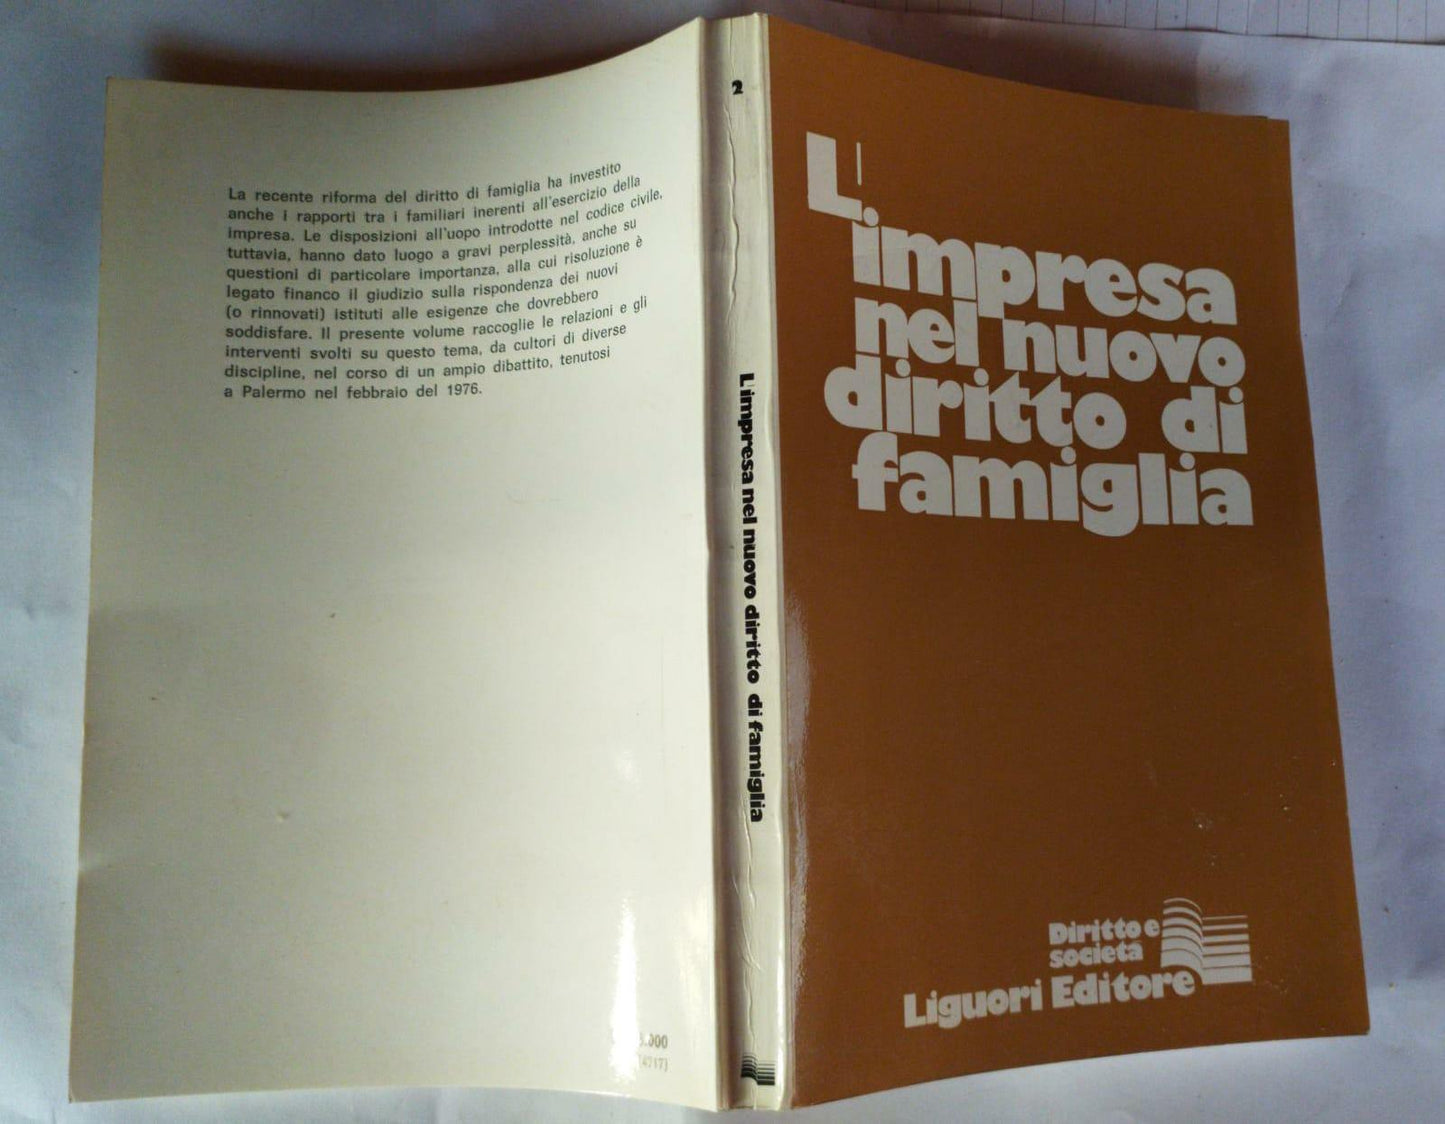 La recente riforma del diritto di famiglia ha investito
anche i rapporti tra i familiari inerenti all'esercizio della
impresa. Le disposizioni all'uopo introdotte nel codice civile,
tuttavia, hanno dato luogo a gravi perplessità, anche su
questioni di particolare importanza, alla cui risoluzione è
legato financo il giudizio sulla rispondenza dei nuovi
(o rinnovati) istituti alle esigenze che dovrebbero
soddisfare. Il presente volume raccoglie le relazioni e gli
interventi svolti su questo tema, da cultori di diverse
discipline, nel corso di un ampio dibattito, tenutosi
a Palermo nel febbraio del 1976.
.000
(4717)
2
L'impresa nel nuovo diritto di famiglia
L'
impresa
nel nuovo
diritto di
famiglia
Diritto e
società
Liguori Editore